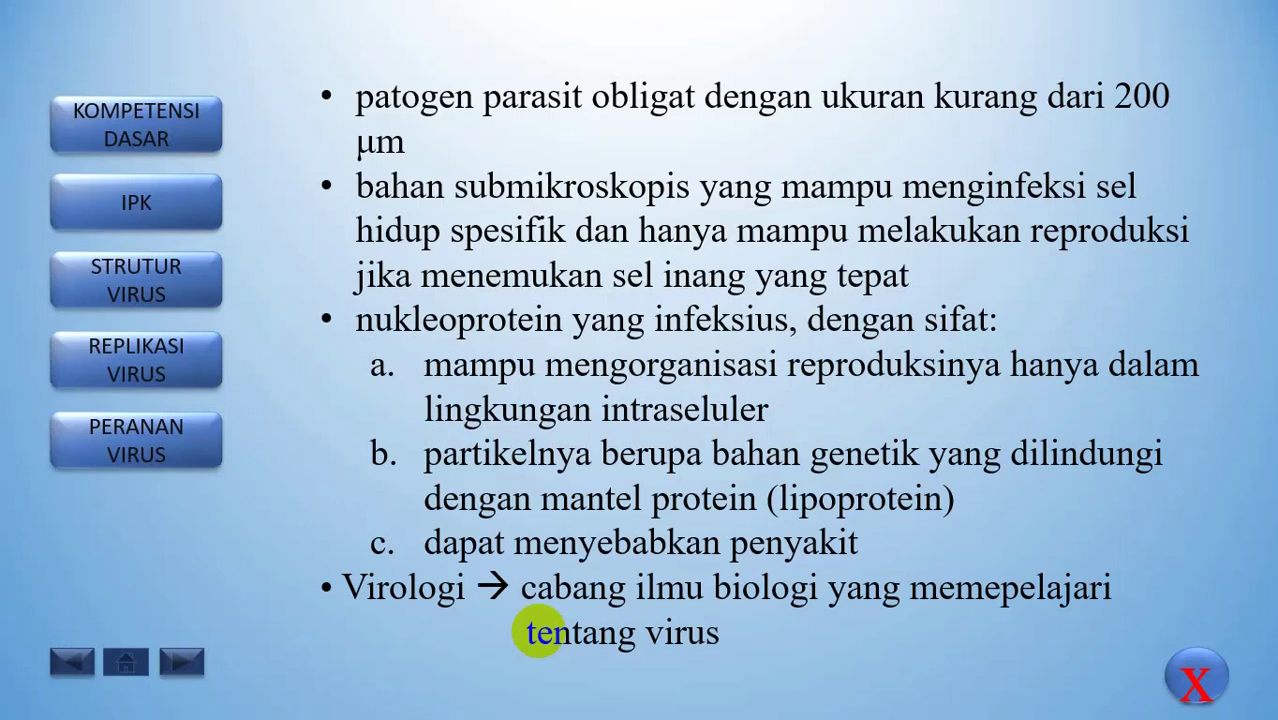 KOMPETENSI
DASAR
IPK
STRUTUR
VIRUS
REPLIKASI
VIRUS
PERANAN
VIRUS
• patogen parasit obligat dengan ukuran kurang dari 200
μm
• bahan submikroskopis yang mampu menginfeksi sel
hidup spesifik dan hanya mampu melakukan reproduksi
jika menemukan sel inang yang tepat
• nukleoprotein yang infeksius, dengan sifat:
a. mampu mengorganisasi reproduksinya hanya dalam
lingkungan intraseluler
b. partikelnya berupa bahan genetik yang dilindungi
dengan mantel protein (lipoprotein)
c. dapat menyebabkan penyakit
• Virologi → cabang ilmu biologi yang memepelajari
tentang virus
X